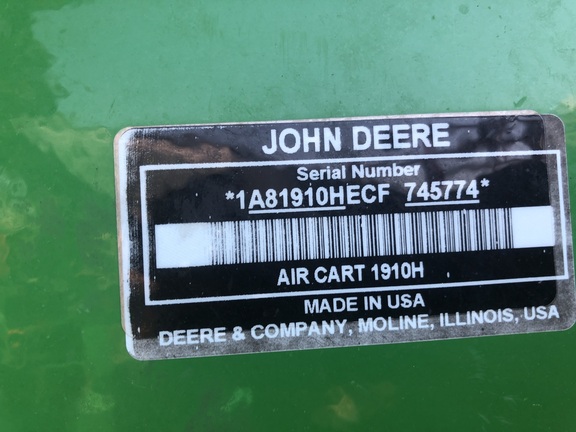 JOHN DEERE
Serial Number
*1A81910HECF 745774*
AIR CART 1910H
MADE IN USA
DEERE & COMPANY, MOLINE, ILLINOIS, USA